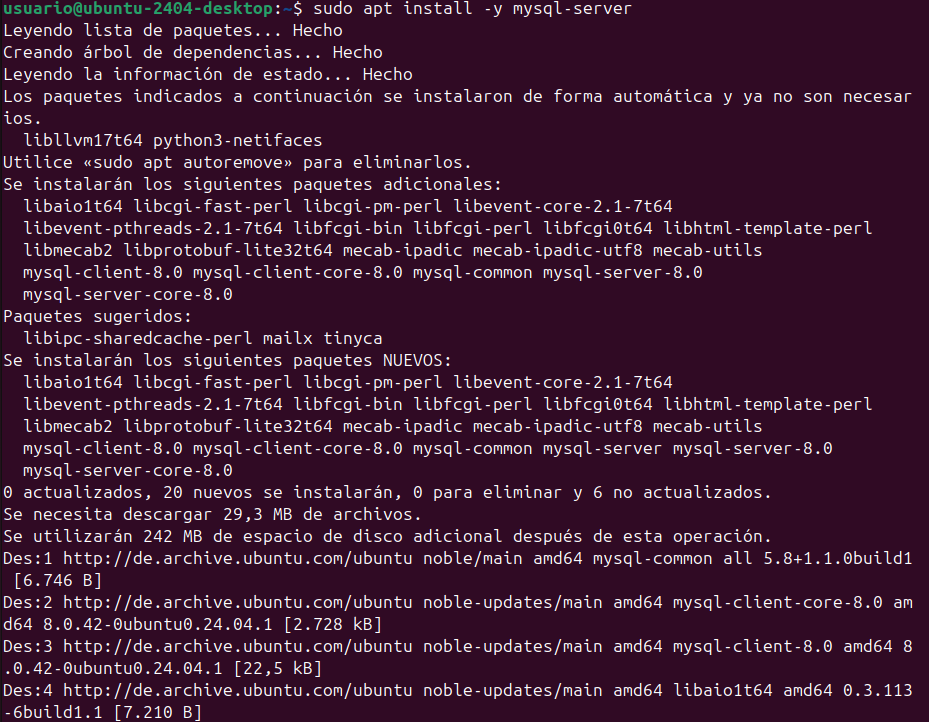 usuario@ubuntu-2404-desktop:~$ sudo apt install -y mysql-server
Leyendo lista de paquetes... Hecho
Creando árbol de dependencias... Hecho
Leyendo la información de estado... Hecho
Los paquetes indicados a continuación se instalaron de forma automática y ya no son necesar
ios.
  libllvm17t64 python3-netifaces
Utilice «sudo apt autoremove» para eliminarlos.
Se instalarán los siguientes paquetes adicionales:
  libaio1t64 libcgi-fast-perl libcgi-pm-perl libevent-core-2.1-7t64
  libevent-pthreads-2.1-7t64 libfcgi-bin libfcgi-perl libfcgi0t64 libhtml-template-perl
  libmecab2 libprotobuf-lite32t64 mecab-ipadic mecab-ipadic-utf8 mecab-utils
  mysql-client-8.0 mysql-client-core-8.0 mysql-common mysql-server-8.0
  mysql-server-core-8.0
Paquetes sugeridos:
  libipc-sharedcache-perl mailx tinyca
Se instalarán los siguientes paquetes NUEVOS:
  libaio1t64 libcgi-fast-perl libcgi-pm-perl libevent-core-2.1-7t64
  libevent-pthreads-2.1-7t64 libfcgi-bin libfcgi-perl libfcgi0t64 libhtml-template-perl
  libmecab2 libprotobuf-lite32t64 mecab-ipadic mecab-ipadic-utf8 mecab-utils
  mysql-client-8.0 mysql-client-core-8.0 mysql-common mysql-server mysql-server-8.0
  mysql-server-core-8.0
0 actualizados, 20 nuevos se instalarán, 0 para eliminar y 6 no actualizados.
Se necesita descargar 29,3 MB de archivos.
Se utilizarán 242 MB de espacio de disco adicional después de esta operación.
Des:1 http://de.archive.ubuntu.com/ubuntu noble/main amd64 mysql-common all 5.8+1.1.0build1
 [6.746 B]
Des:2 http://de.archive.ubuntu.com/ubuntu noble-updates/main amd64 mysql-client-core-8.0 am
d64 8.0.42-0ubuntu0.24.04.1 [2.728 kB]
Des:3 http://de.archive.ubuntu.com/ubuntu noble-updates/main amd64 mysql-client-8.0 amd64 8
.0.42-0ubuntu0.24.04.1 [22,5 kB]
Des:4 http://de.archive.ubuntu.com/ubuntu noble-updates/main amd64 libaio1t64 amd64 0.3.113
-6build1.1 [7.210 B]